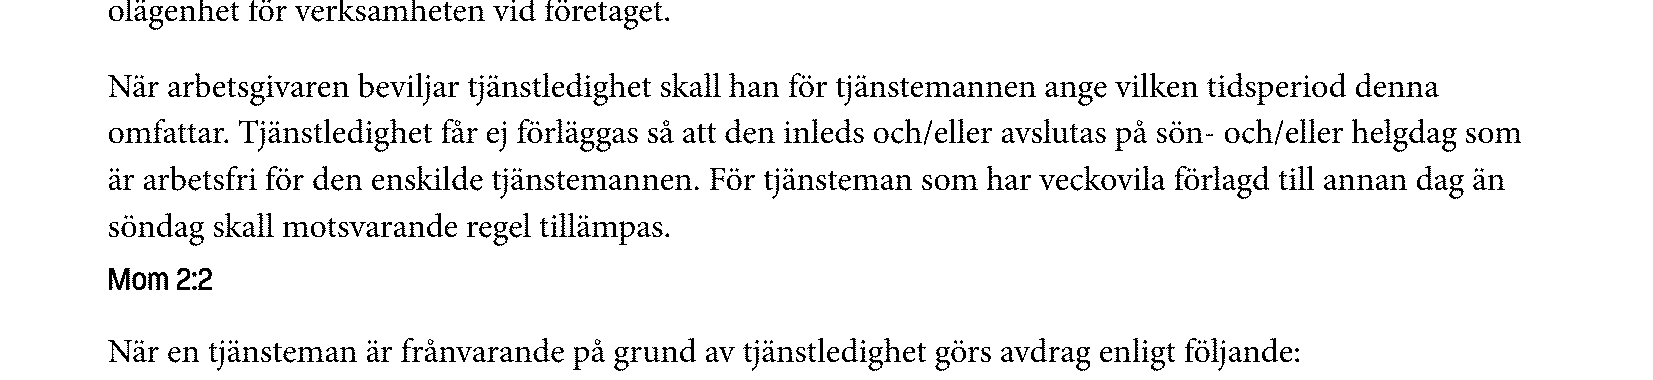 olägenhet för verksamheten vid företaget.
När arbetsgivaren beviljar tjänstledighet skall han för tjänstemannen ange vilken tidsperiod denna
omfattar. Tjänstledighet får ej förläggas så att den inleds och/eller avslutas på sön- och/eller helgdag som
är arbetsfri för den enskilde tjänstemannen. För tjänsteman som har veckovila förlagd till annan dag än
söndag skall motsvarande regel tillämpas.
Mom 2:2
När en tjänsteman är frånvarande på grund av tjänstledighet görs avdrag enligt följande: